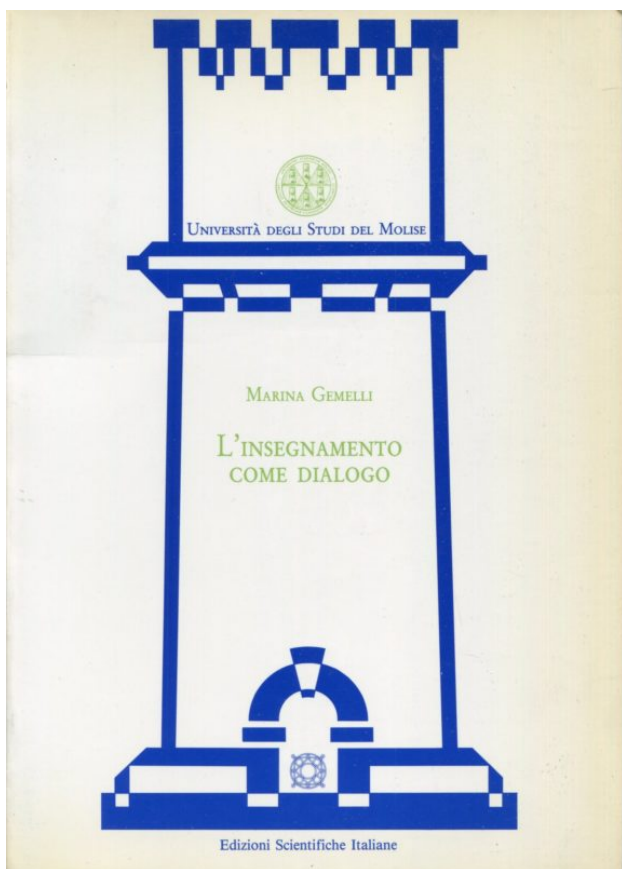 Università degli Studi del Molise
Marina Gemelli
L'insegnamento
come dialogo
Edizioni Scientifiche Italiane